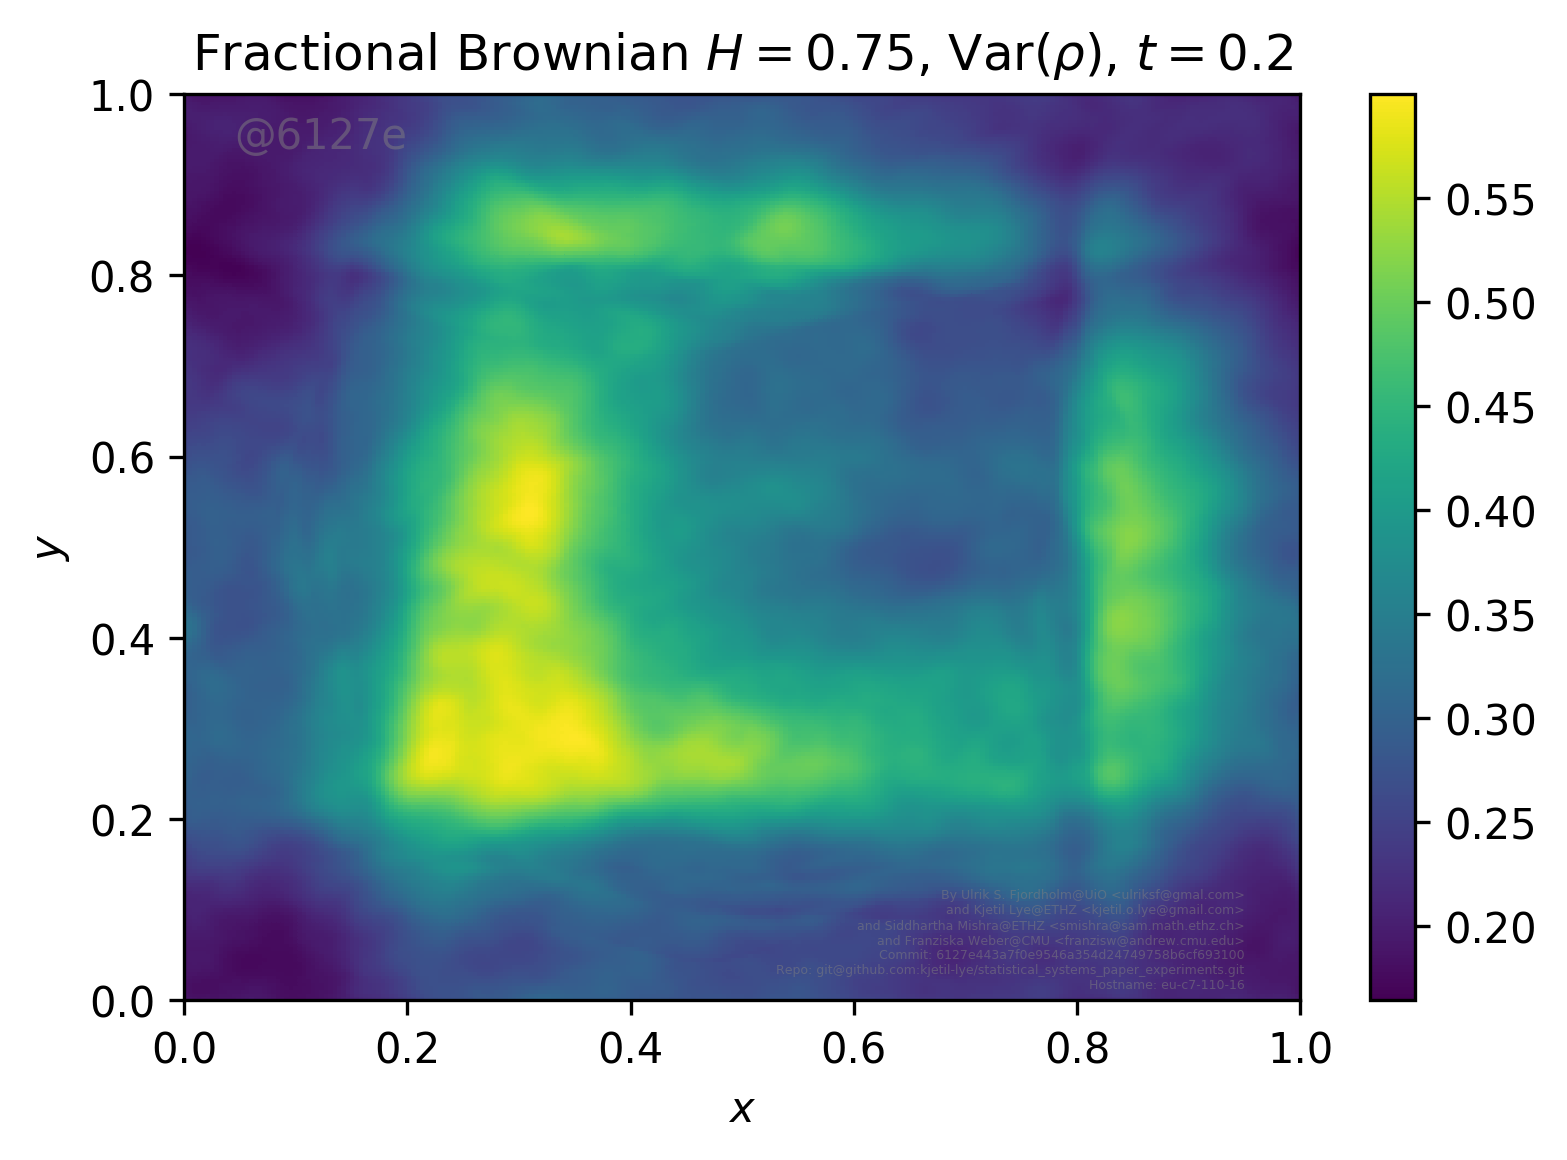 Fractional Brownian H = 0.75, Var(ρ), t = 0.2
@6127e
1.0
0.8
0.6
0.4
0.2
0.0
y
0.0 0.2 0.4 0.6 0.8 1.0
x
0.55
0.50
0.45
0.40
0.35
0.30
0.25
0.20
By Ulrik S. Fjordholm@UiO <ulriksf@gmal.com>
and Kjetil Lye@ETHZ <kjetil.o.lye@gmail.com>
and Siddhartha Mishra@ETHZ <smishra@sam.math.ethz.ch>
and Franziska Weber@CMU <franzisw@andrew.cmu.edu>
Commit: 6127e443a7f0e9546a354d24749758b6cf693100
Repo: git@github.com:kjetil-lye/statistical_systems_paper_experiments.git
Hostname: eu-c7-110-16